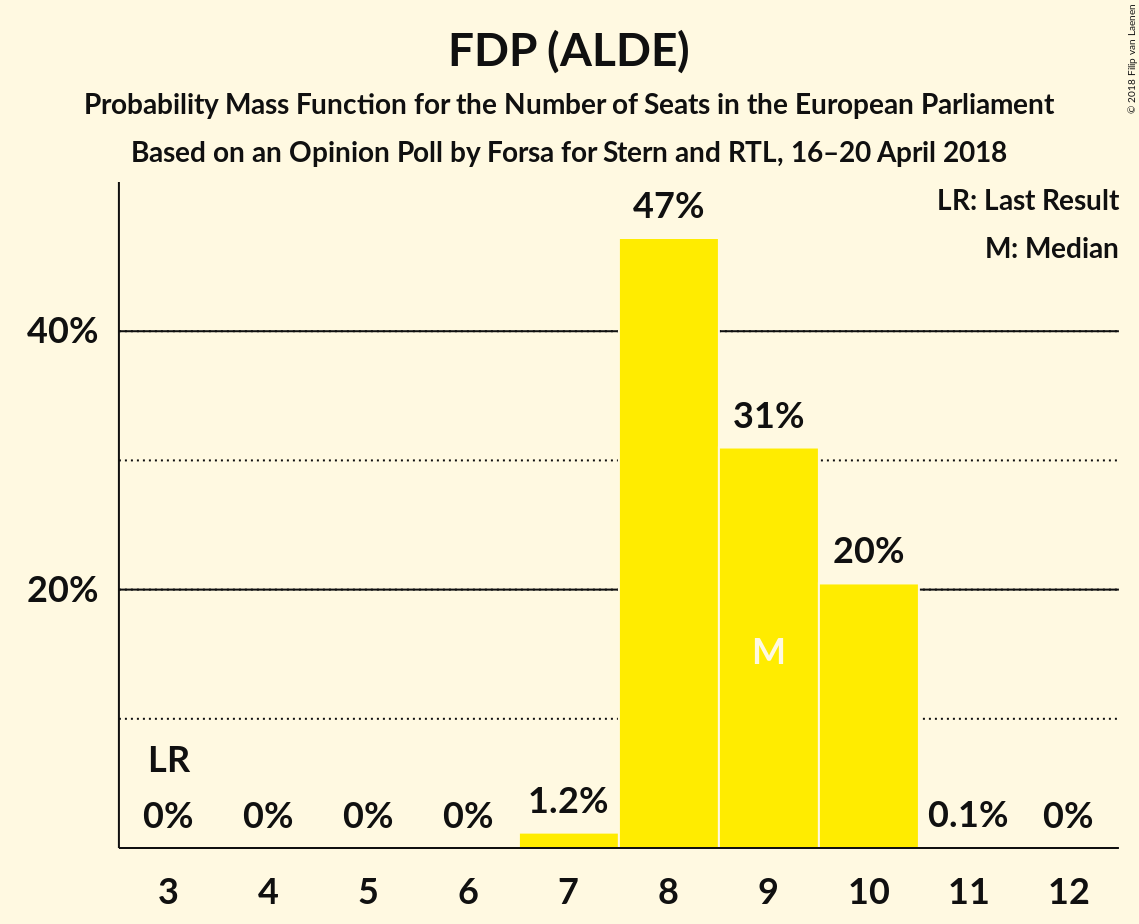 FDP (ALDE)
Probability Mass Function for the Number of Seats in the European Parliament
Based on an Opinion Poll by Forsa for Stern and RTL, 16–20 April 2018
© 2018 Filip van Laenen
LR: Last Result
M: Median
47%
40%
31%
20%
20%
M
LR
0%
0%
0%
0%
1.2%
0.1%
0%
3 4 5 6 7 8 9 10 11 12